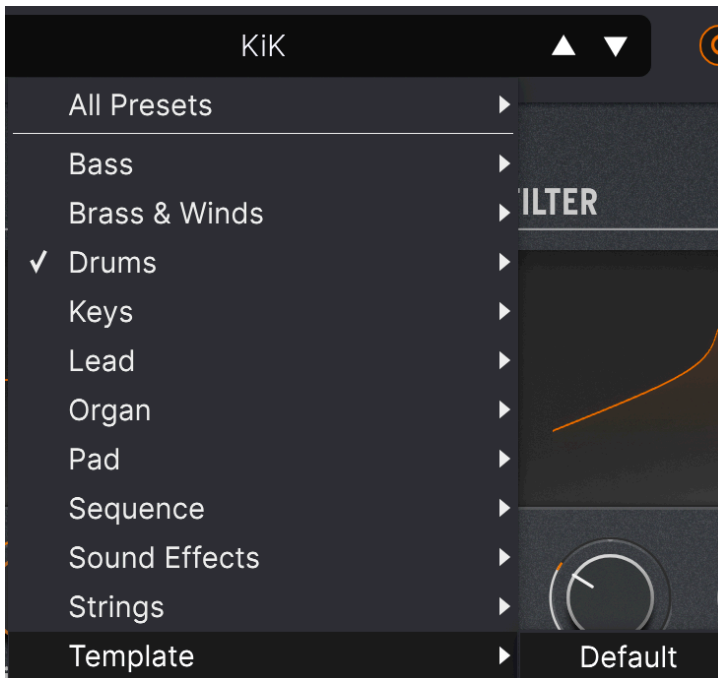 KiK
All Presets
Bass
Brass & Winds
ILTER
Drums
Keys
Lead
Organ
Pad
Sequence
Sound Effects
Strings
Template
Default